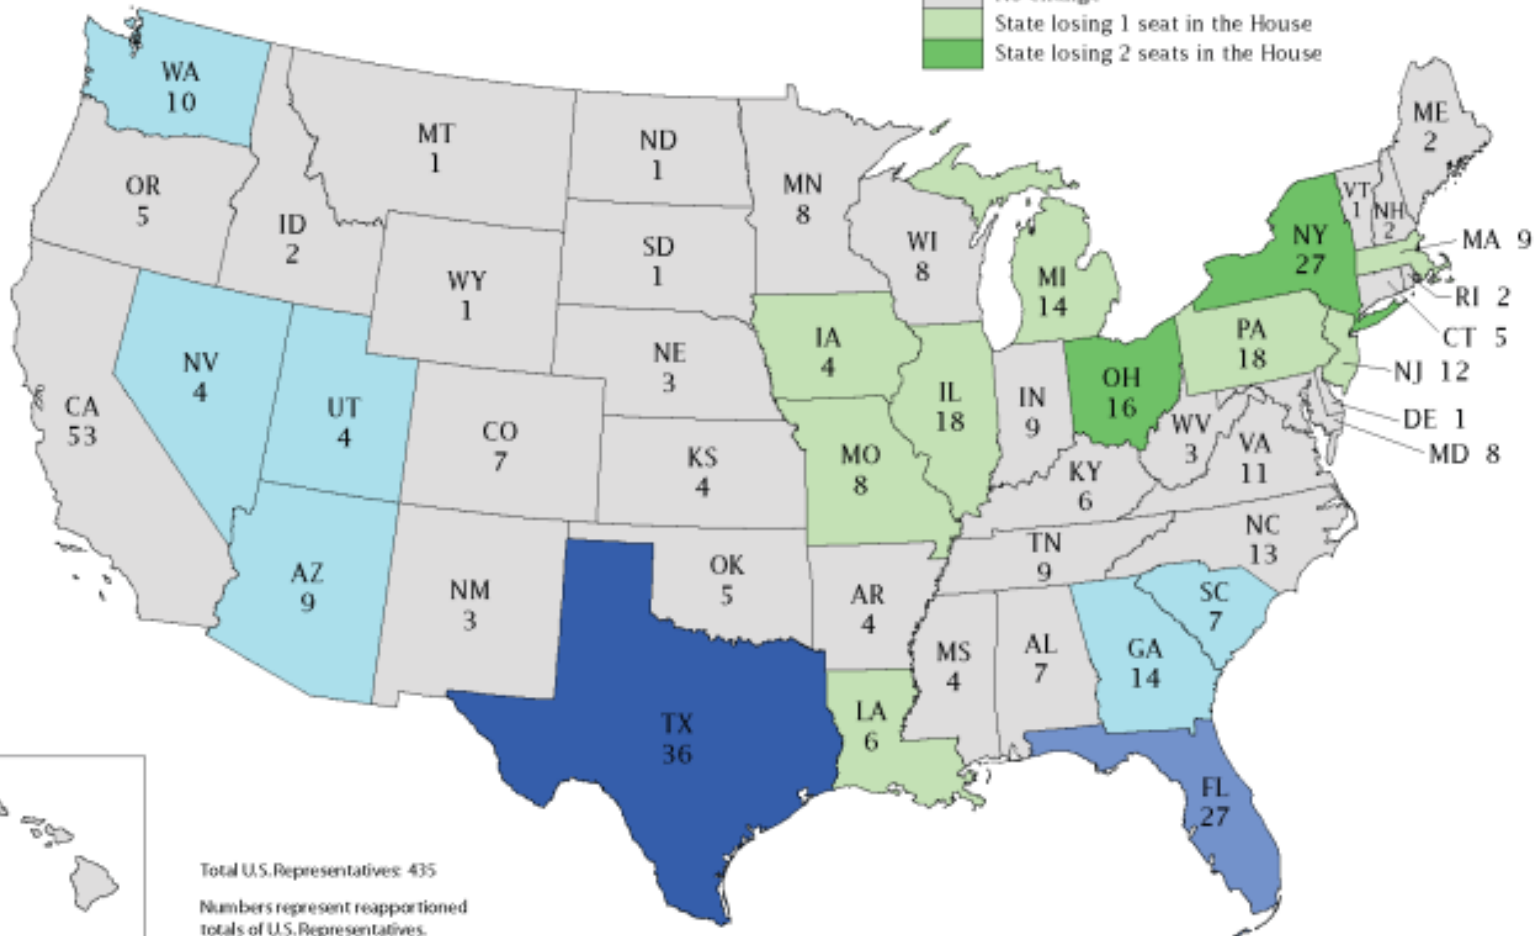 State losing 1 seat in the House
State losing 2 seats in the House
WA
10
MT
1
ND
1
MN
8
ME
2
OR
5
ID
2
SD
1
WI
8
MI
14
VT
1
NH
2
NY
27
MA 9
WY
1
RI 2
CT 5
IA
4
PA
18
NE
3
NJ 12
NV
4
UT
4
CA
53
IL
18
IN
9
OH
16
WV
3
VA
11
DE 1
MD 8
CO
7
KS
4
MO
8
KY
6
NC
13
TN
9
AZ
9
NM
3
OK
5
AR
4
SC
7
MS
4
AL
7
GA
14
TX
36
LA
6
FL
27
Total U.S. Representatives: 435
Numbers represent reapportioned
totals of U.S. Representatives.